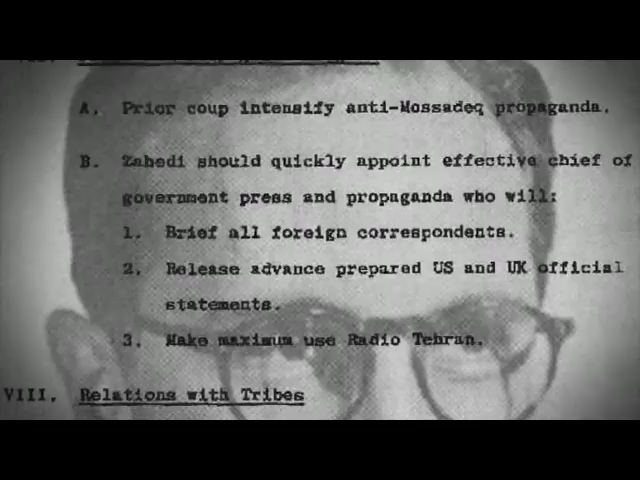 A. Prior coup intensify anti-Mossadeq propaganda.
B. Zahedi should quickly appoint effective chief of
government press and propaganda who will:
1. Brief all foreign correspondents.
2. Release advance prepared US and UK official
statements.
3. Make maximum use Radio Tehran.
VIII. Relations with Tribes